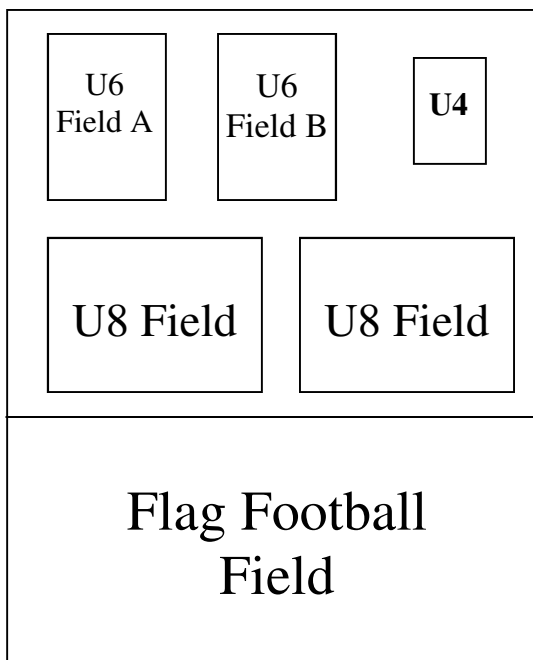 U6
Field A
U6
Field B
U4
U8 Field
U8 Field
Flag Football
Field